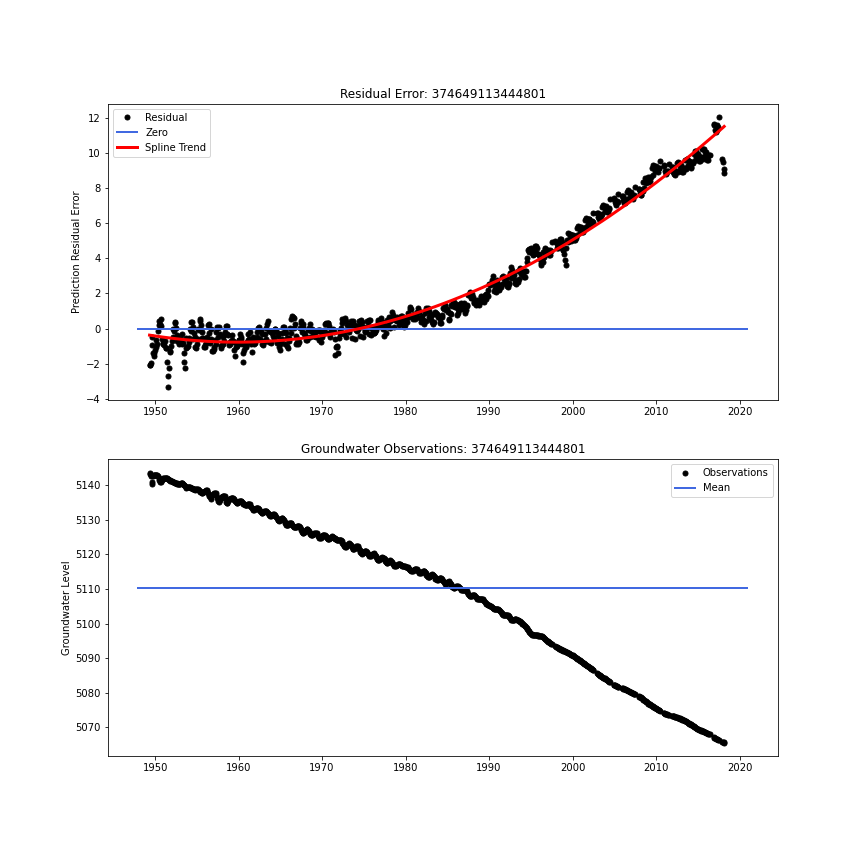 Residual Error: 374649113444801
Prediction Residual Error
12
10
8
6
4
2
0
−2
−4
Residual
Zero
Spline Trend
1950 1960 1970 1980 1990 2000 2010 2020
Groundwater Observations: 374649113444801
Groundwater Level
5140
5130
5120
5110
5100
5090
5080
5070
Observations
Mean
1950 1960 1970 1980 1990 2000 2010 2020